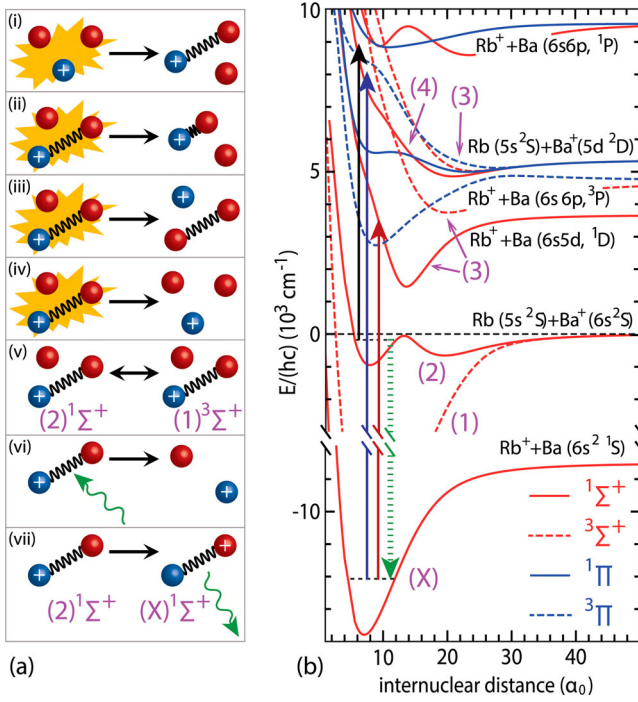 (i)
+
(ii)
+
+
(iii)
+
+
(iv)
+
+
(v)
+
+
(2)¹Σ⁺
(1)³Σ⁺
(vi)
+
+
(vii)
+
+
(2)¹Σ⁺
(X)¹Σ⁺
(a)
(b)
E/(hc) (10³ cm⁻¹)
10
5
0
-10
Rb⁺+Ba (6s6p, ¹P)
(4)
(3)
Rb (5s ²S)+Ba⁺(5d ²D)
Rb⁺+Ba (6s 6p,³P)
Rb⁺+Ba (6s5d, ¹D)
(3)
Rb (5s ²S)+Ba⁺ (6s²S)
(2)
(1)
Rb⁺+Ba (6s² ¹S)
(X)
¹Σ⁺
³Σ⁺
¹Π
³Π
10 20 30 40
internuclear distance (α₀)